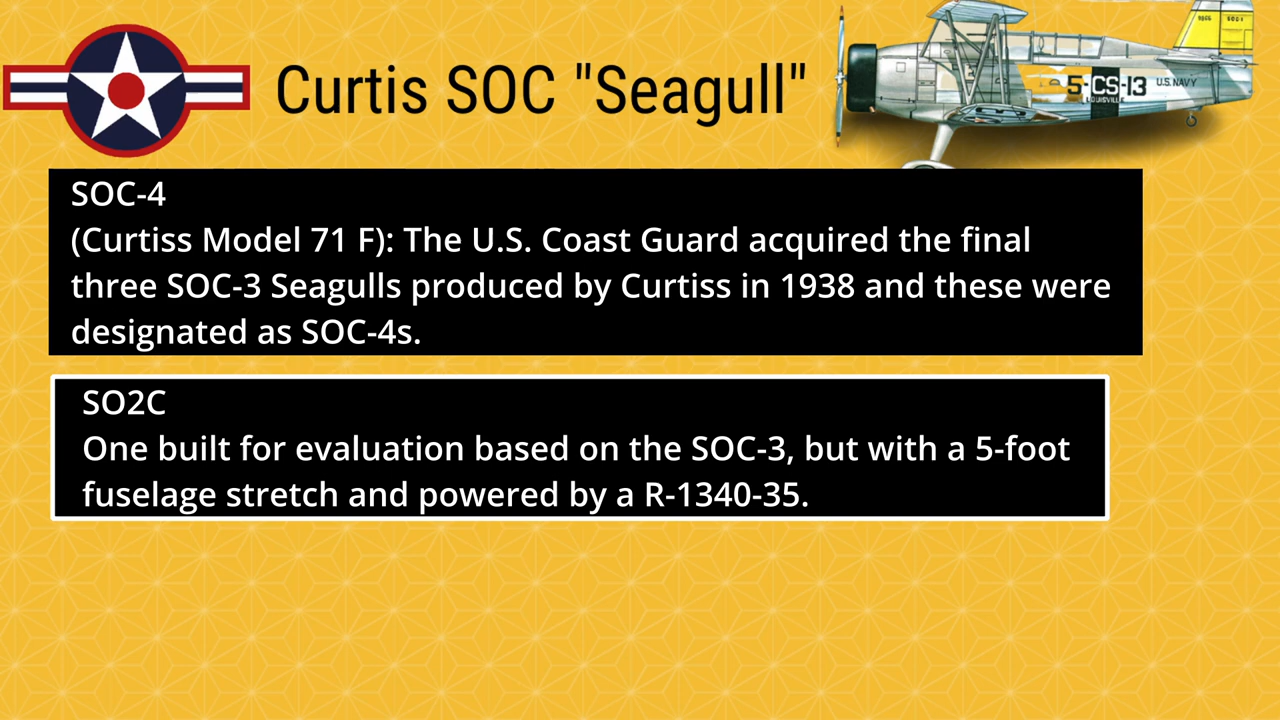 Curtis SOC "Seagull"
5-CS-13
U.S. NAVY
LOUISVILLE
SOC-4
(Curtiss Model 71 F): The U.S. Coast Guard acquired the final
three SOC-3 Seagulls produced by Curtiss in 1938 and these were
designated as SOC-4s.
SO2C
One built for evaluation based on the SOC-3, but with a 5-foot
fuselage stretch and powered by a R-1340-35.